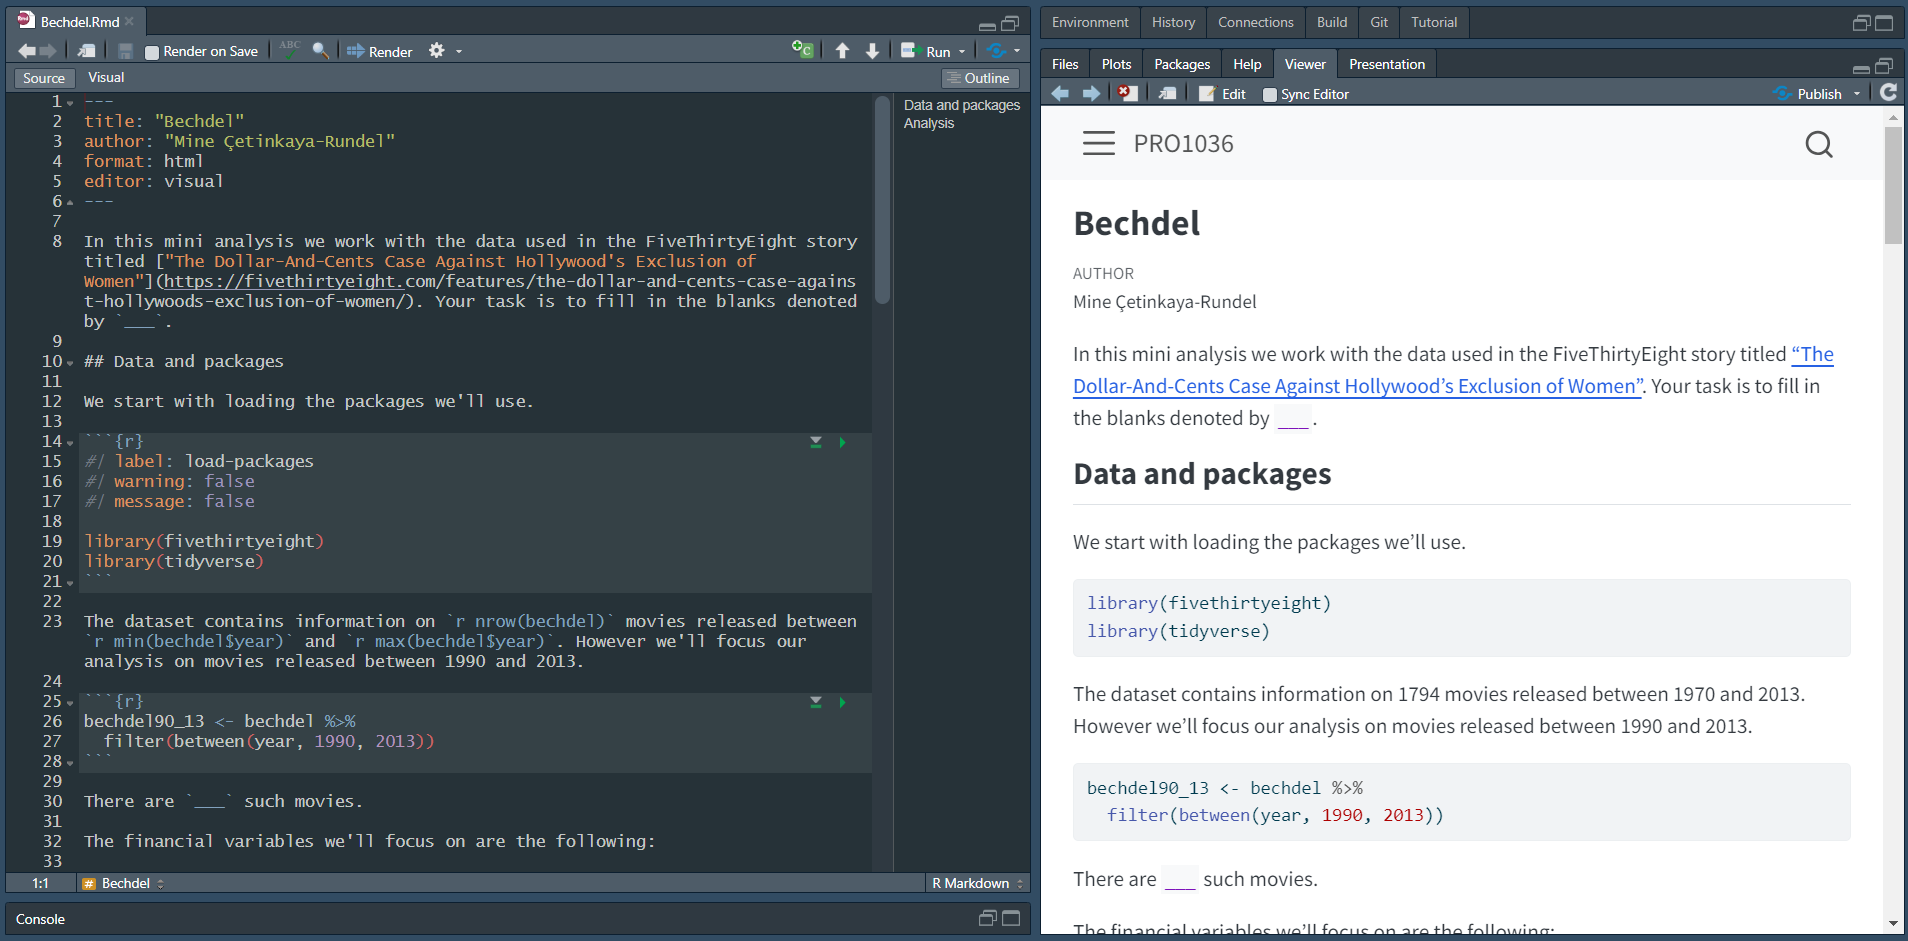 Bechdel.Rmd
Render on Save
ABC
Render
Run
Source
Visual
Outline
1 ---
2 title: "Bechdel"
3 author: "Mine Çetinkaya-Rundel"
4 format: html
5 editor: visual
6 ---
7
8 In this mini analysis we work with the data used in the FiveThirtyEight story
titled ["The Dollar-And-Cents Case Against Hollywood's Exclusion of
Women"](https://fivethirtyeight.com/features/the-dollar-and-cents-case-agains
t-hollywoods-exclusion-of-women/). Your task is to fill in the blanks denoted
by `___`.
9
10 ## Data and packages
11
12 We start with loading the packages we'll use.
13
14 ```{r}
15 #| label: load-packages
16 #| warning: false
17 #| message: false
18
19 library(fivethirtyeight)
20 library(tidyverse)
21 ```
22
23 The dataset contains information on `r nrow(bechdel)` movies released between
`r min(bechdel$year)` and `r max(bechdel$year)`. However we'll focus our
analysis on movies released between 1990 and 2013.
24
25 ```{r}
26 bechdel90_13 <- bechdel %>%
27   filter(between(year, 1990, 2013))
28 ```
29
30 There are `___` such movies.
31
32 The financial variables we'll focus on are the following:
33
Data and packages
Analysis
1:1
# Bechdel
R Markdown
Console
Environment
History
Connections
Build
Git
Tutorial
Files
Plots
Packages
Help
Viewer
Presentation
Edit
Sync Editor
Publish
PRO1036
Bechdel
AUTHOR
Mine Çetinkaya-Rundel
In this mini analysis we work with the data used in the FiveThirtyEight story titled “The
Dollar-And-Cents Case Against Hollywood’s Exclusion of Women”. Your task is to fill in
the blanks denoted by ___.
Data and packages
We start with loading the packages we’ll use.
library(fivethirtyeight)
library(tidyverse)
The dataset contains information on 1794 movies released between 1970 and 2013.
However we’ll focus our analysis on movies released between 1990 and 2013.
bechdel90_13 <- bechdel %>%
  filter(between(year, 1990, 2013))
There are ___ such movies.
The financial variables we’ll focus on are the following: